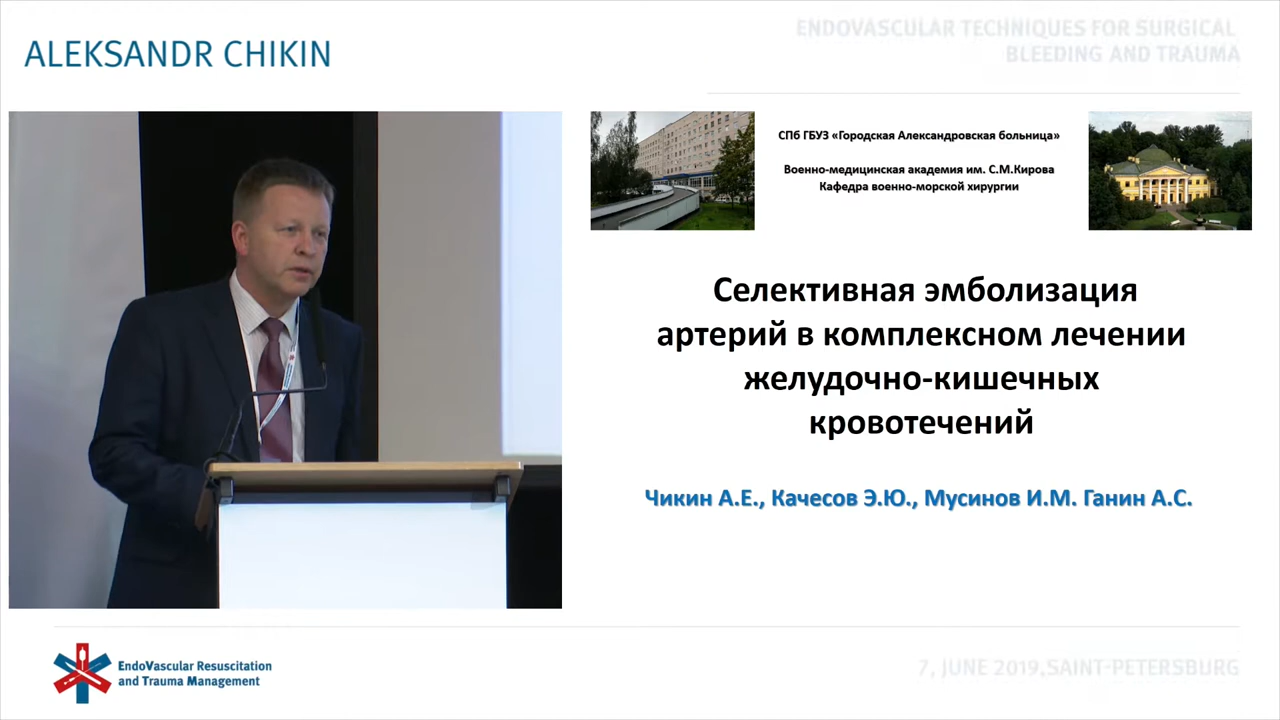 ENDOVASCULAR TECHNIQUES FOR SURGICAL
BLEEDING AND TRAUMA
ALEKSANDR CHIKIN
СПб ГБУЗ «Городская Александровская больница»
Военно-медицинская академия им. С.М.Кирова
Кафедра военно-морской хирургии
Селективная эмболизация
артерий в комплексном лечении
желудочно-кишечных
кровотечений
Чикин А.Е., Качесов Э.Ю., Мусинов И.М. Ганин А.С.
EndoVascular Resuscitation
and Trauma Management
7, JUNE 2019,SAINT-PETERSBURG